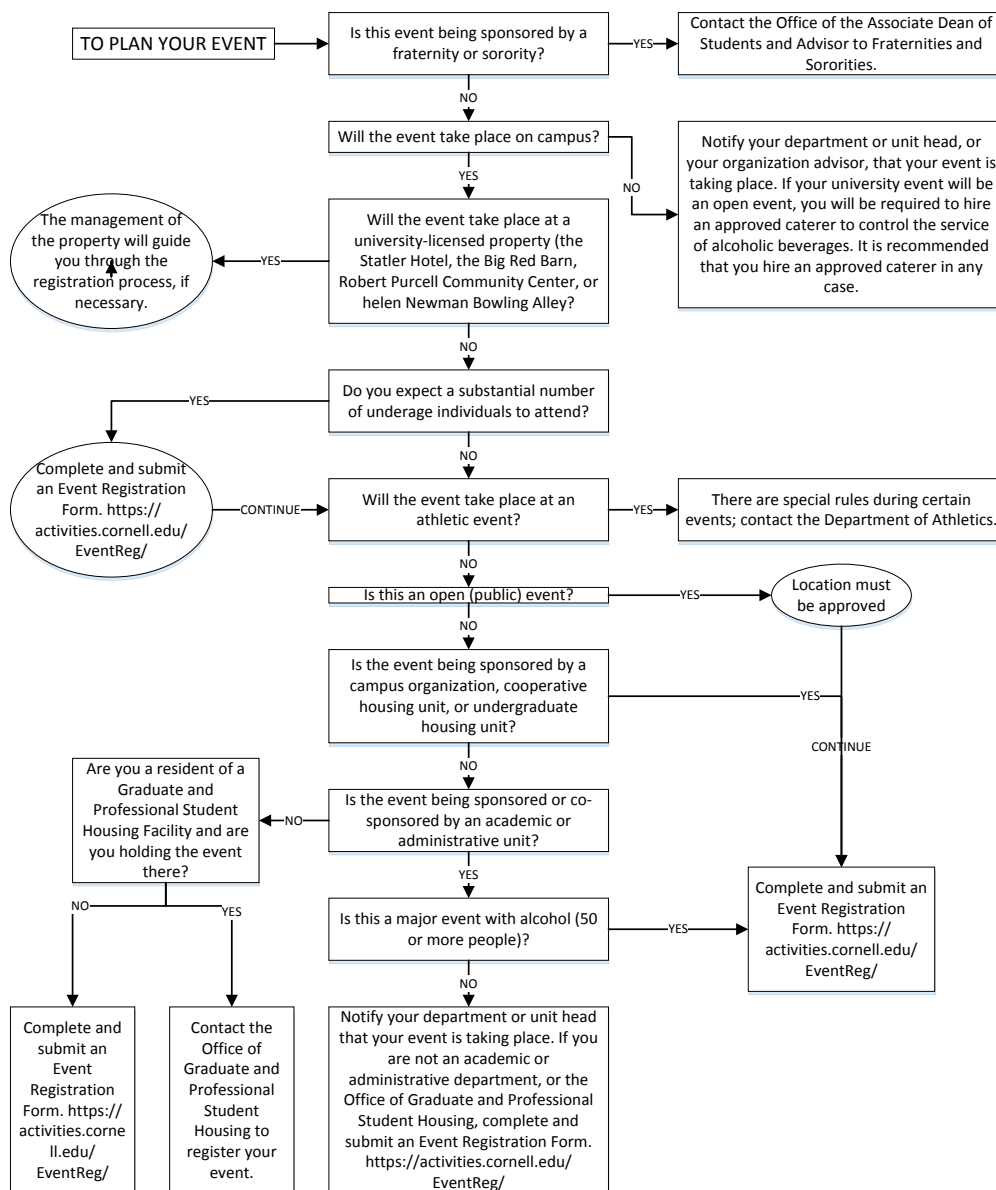 TO PLAN YOUR EVENT
Is this event being sponsored by a
fraternity or sorority?
YES
Contact the Office of the Associate Dean of
Students and Advisor to Fraternities and
Sororities.
NO
Will the event take place on campus?
NO
Notify your department or unit head, or
your organization advisor, that your event is
taking place. If your university event will be
an open event, you will be required to hire
an approved caterer to control the service
of alcoholic beverages. It is recommended
that you hire an approved caterer in any
case.
YES
Will the event take place at a
university-licensed property (the
Statler Hotel, the Big Red Barn,
Robert Purcell Community Center, or
helen Newman Bowling Alley?
YES
The management of
the property will guide
you through the
registration process, if
necessary.
NO
Do you expect a substantial number
of underage individuals to attend?
YES
Complete and submit
an Event Registration
Form. https://
activities.cornell.edu/
EventReg/
CONTINUE
NO
Will the event take place at an
athletic event?
YES
There are special rules during certain
events; contact the Department of Athletics.
NO
Is this an open (public) event?
YES
Location must
be approved
CONTINUE
NO
Is the event being sponsored by a
campus organization, cooperative
housing unit, or undergraduate
housing unit?
YES
NO
Is the event being sponsored or co-
sponsored by an academic or
administrative unit?
NO
Are you a resident of a
Graduate and
Professional Student
Housing Facility and are
you holding the event
there?
NO
YES
YES
Is this a major event with alcohol (50
or more people)?
YES
Complete and submit an
Event Registration
Form. https://
activities.cornell.edu/
EventReg/
NO
Complete and
submit an
Event
Registration
Form. https://
activities.corne
ll.edu/
EventReg/
Contact the
Office of
Graduate and
Professional
Student
Housing to
register your
event.
Notify your department or unit head
that your event is taking place. If you
are not an academic or
administrative department, or the
Office of Graduate and Professional
Student Housing, complete and
submit an Event Registration Form.
https://activities.cornell.edu/
EventReg/